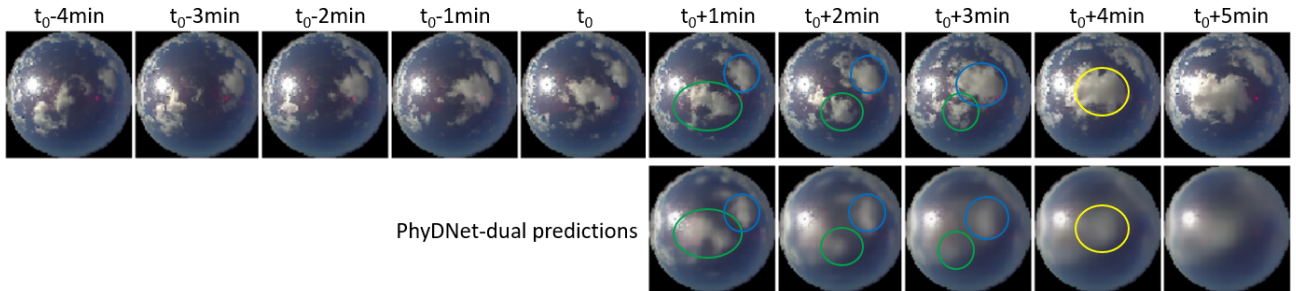 t₀-4min t₀-3min t₀-2min t₀-1min t₀ t₀+1min t₀+2min t₀+3min t₀+4min t₀+5min
PhyDNet-dual predictions